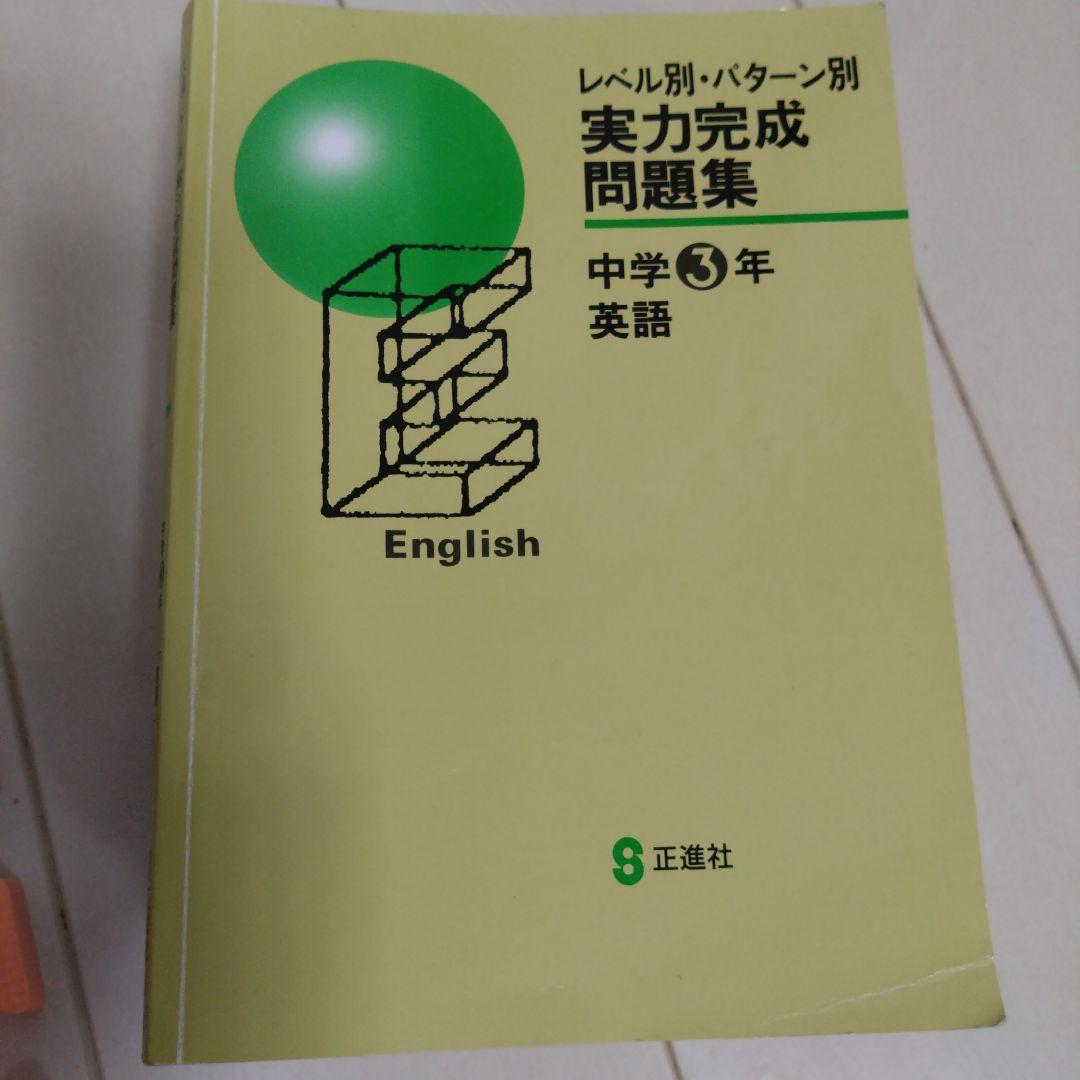 レベル別・パターン別
実力完成
問題集
中学3年
英語
English
正進社